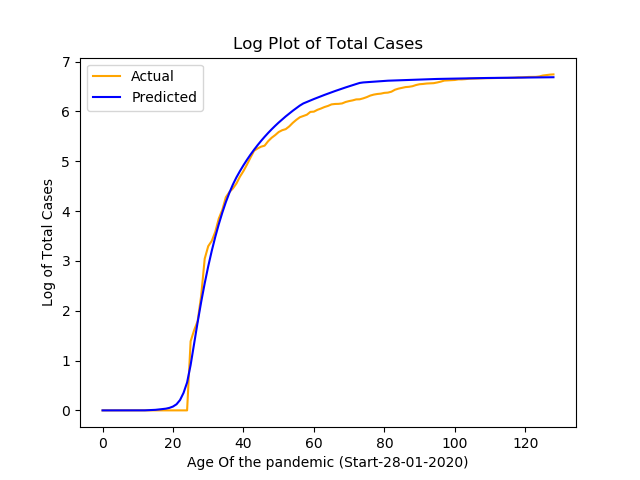 Log Plot of Total Cases
Actual
Predicted
Log of Total Cases
7
6
5
4
3
2
1
0
0 20 40 60 80 100 120
Age Of the pandemic (Start-28-01-2020)